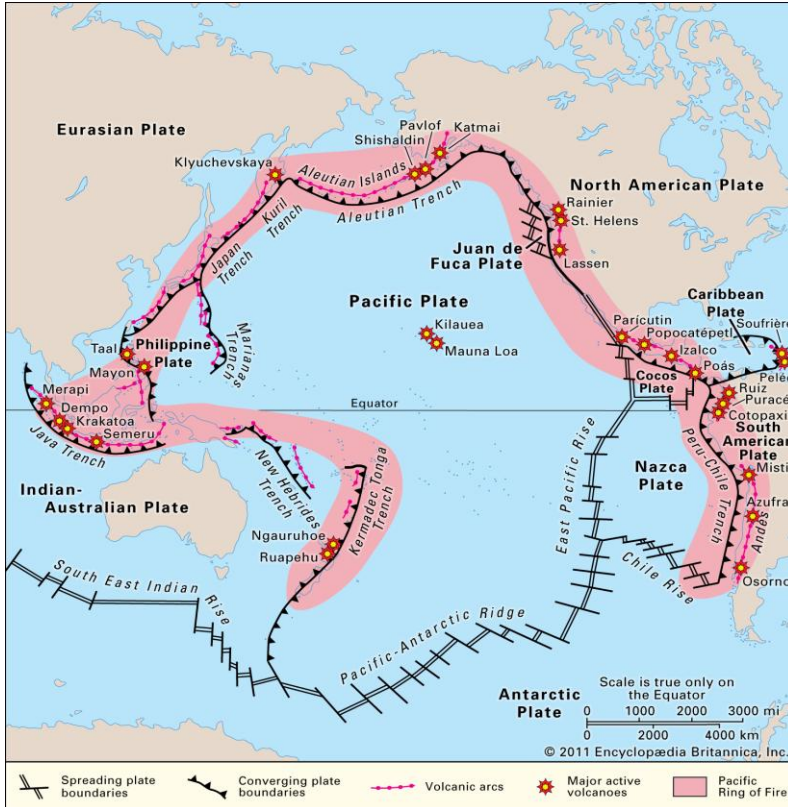 Eurasian Plate
Klyuchevskaya
Shishaldin
Pavlof
Katmai
Aleutian Islands
Aleutian Trench
Kuril
Trench
Japan
Trench
North American Plate
Rainier
St. Helens
Lassen
Juan de
Fuca Plate
Pacific Plate
Kilauea
Mauna Loa
Marianas
Trench
Philippine
Plate
Taal
Mayon
Caribbean
Plate
Soufrière
Parícutin
Popocatépetl
Izalco
Poás
Pelée
Cocos
Plate
Merapi
Dempo
Krakatoa
Semeru
Java Trench
Equator
Ruiz
Puracé
Cotopaxi
South
American
Plate
Misti
Azufral
Andes
Osorno
Nazca
Plate
Peru-Chile Trench
Indian-
Australian Plate
New Hebrides
Trench
Kermadec Tonga
Trench
Ngauruhoe
Ruapehu
East Pacific Rise
Chile Rise
South East Indian
Rise
Pacific-Antarctic Ridge
Antarctic
Plate
Scale is true only on
the Equator
0 1000 2000 3000 mi
0 2000 4000 km
© 2011 Encyclopædia Britannica, Inc.
Spreading plate
boundaries
Converging plate
boundaries
Volcanic arcs
Major active
volcanoes
Pacific
Ring of Fire